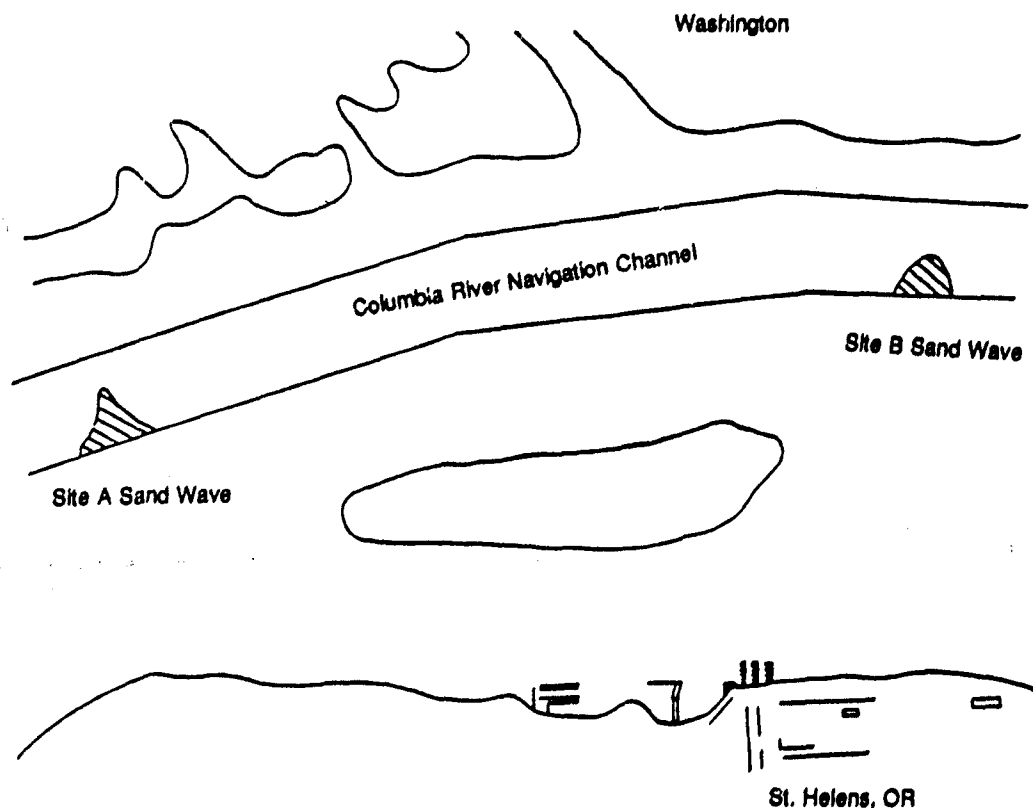 Washington
Columbia River Navigation Channel
Site B Sand Wave
Site A Sand Wave
St. Helens, OR